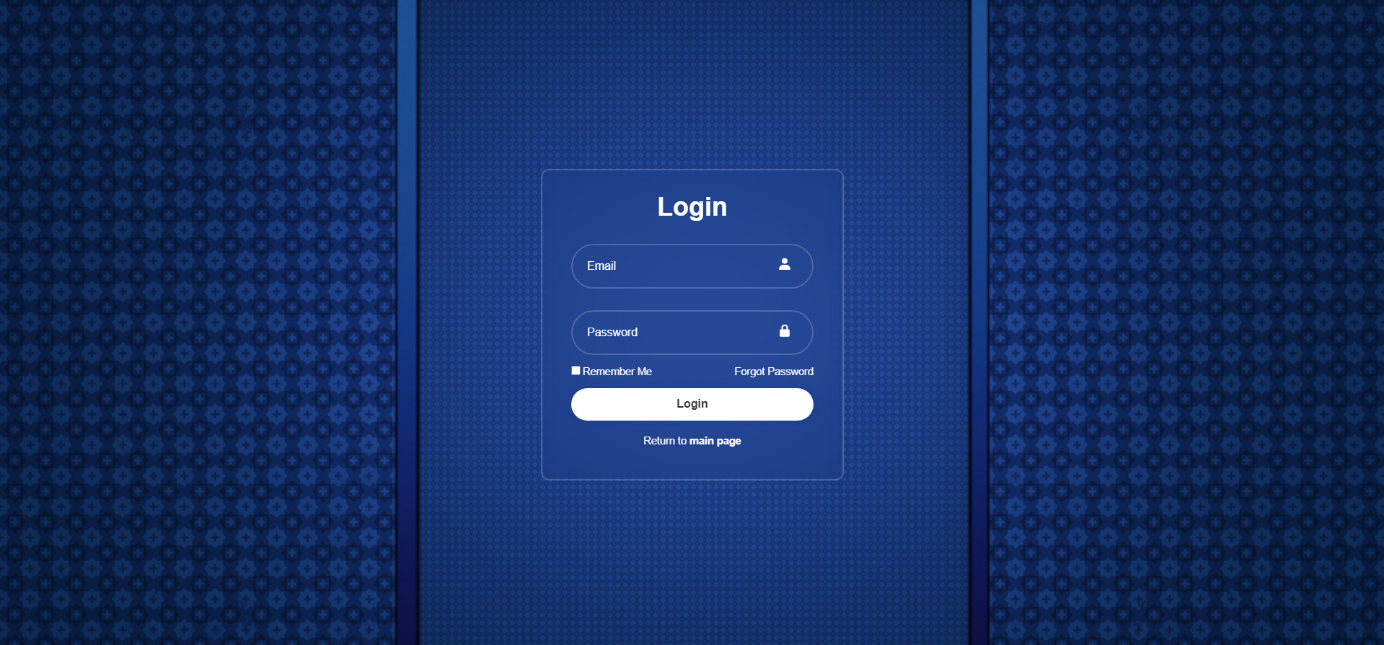 Login
Email
Password
Remember Me Forgot Password
Login
Return to main page